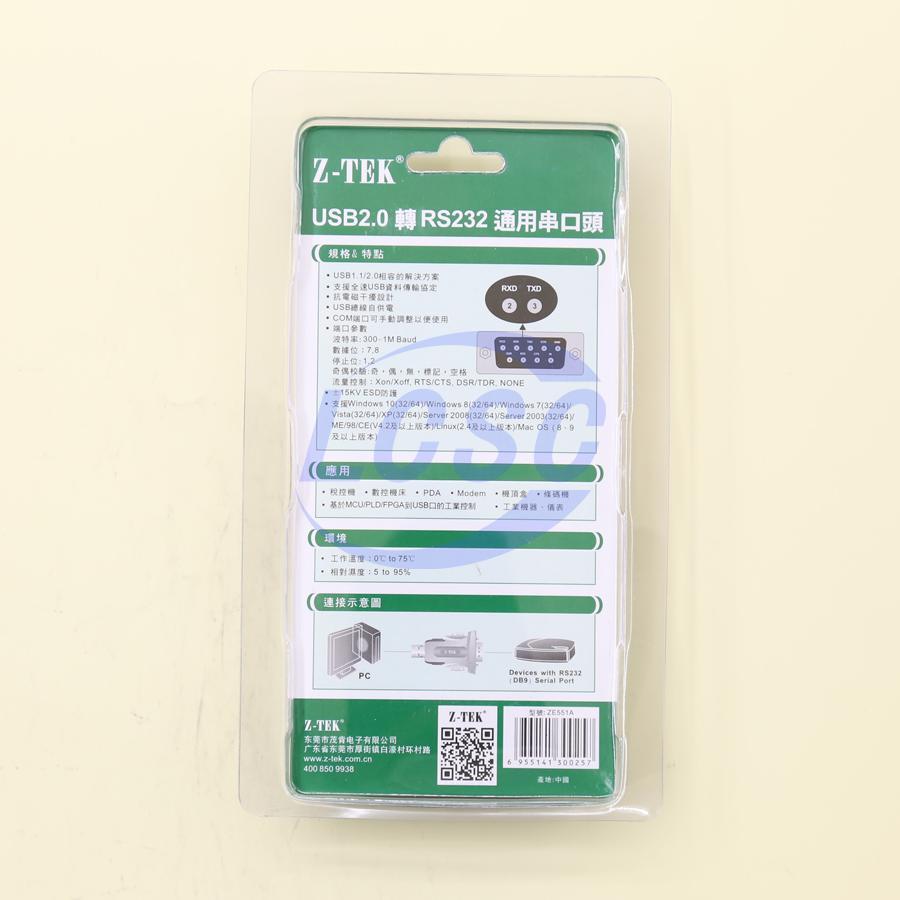 Z-TEK®
USB2.0 轉RS232 通用串口頭
規格& 特點
• USB1.1/2.0相容的解決方案
• 支援全速USB資料傳輸協定
• 抗電磁干擾設計
• USB總線自供電
• COM端口可手動調整以便使用
• 端口參數
波特率: 300-1M Baud
數據位：7,8
停止位: 1,2
奇偶校驗: 奇，偶，無，標記，空格
流量控制：Xon/Xoff, RTS/CTS, DSR/TDR, NONE
• ±15KV ESD防護
• 支援Windows 10(32/64)/Windows 8(32/64)/Windows 7(32/64)/
Vista(32/64)/XP(32/64)/Server 2008(32/64)/Server 2003(32/64)/
ME/98/CE(V4.2及以上版本)/Linux(2.4及以上版本)/Mac OS（8、9
及以上版本)
RXD TXD
2 3
LCSC
應用
• 稅控機 • 數控機床 • PDA • Modem • 機頂盒 • 條碼機
• 基於MCU/PLD/FPGA到USB口的工業控制 • 工業機器、儀表
環境
• 工作溫度：0℃ to 75℃
• 相對濕度：5 to 95%
連接示意圖
PC
Z-TEK
Devices with RS232
(DB9) Serial Port
Z-TEK®
东莞市茂肯电子有限公司
广东省东莞市厚街镇白濠村环村路
www.z-tek.com.cn
400 850 9938
Z-TEK®
型號: ZE551A
6 955141 300257
產地:中國